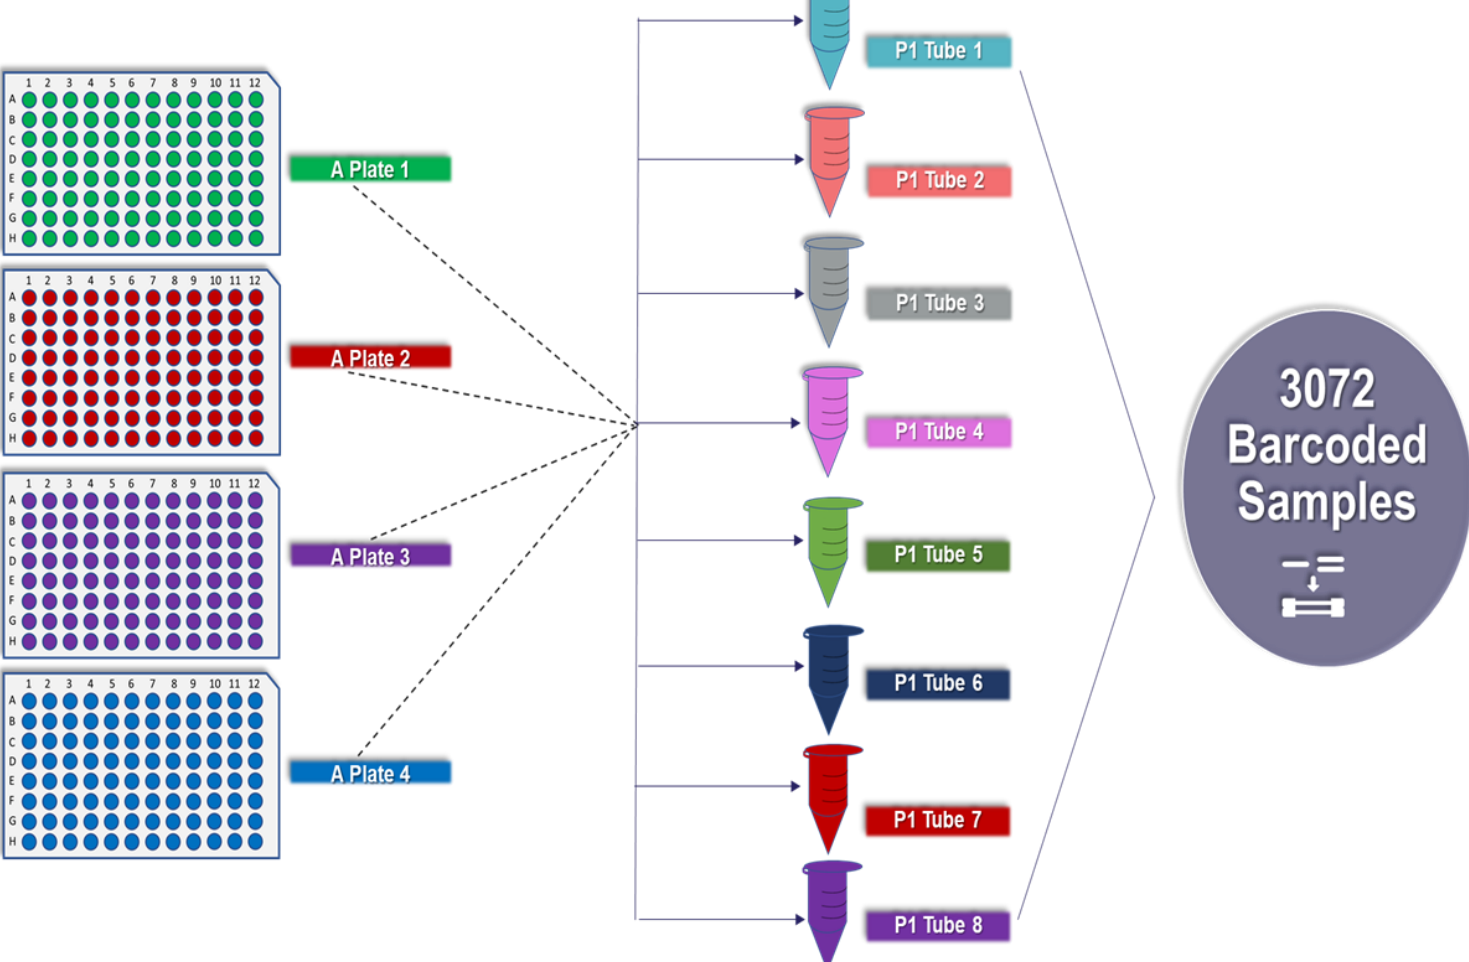 1 2 3 4 5 6 7 8 9 10 11 12
A
B
C
D
E
F
G
H
A Plate 1
1 2 3 4 5 6 7 8 9 10 11 12
A
B
C
D
E
F
G
H
A Plate 2
1 2 3 4 5 6 7 8 9 10 11 12
A
B
C
D
E
F
G
H
A Plate 3
1 2 3 4 5 6 7 8 9 10 11 12
A
B
C
D
E
F
G
H
A Plate 4
P1 Tube 1
P1 Tube 2
P1 Tube 3
P1 Tube 4
P1 Tube 5
P1 Tube 6
P1 Tube 7
P1 Tube 8
3072
Barcoded
Samples